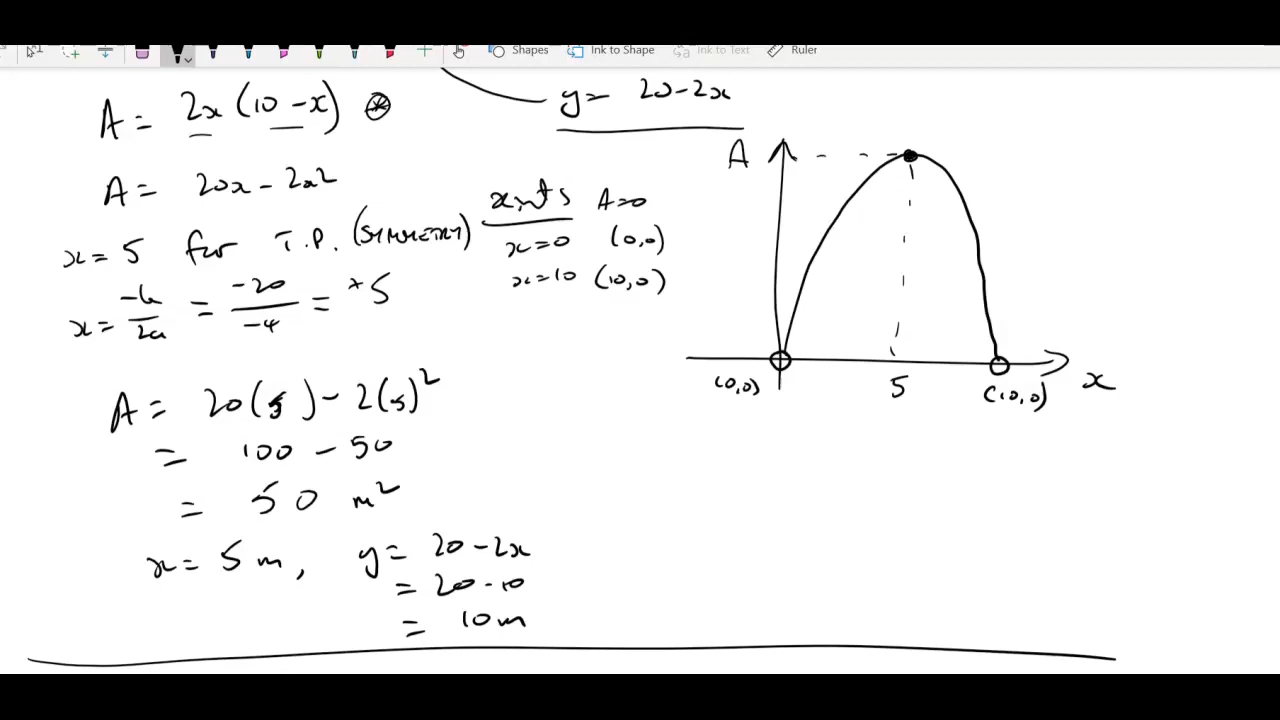 Shapes Ink to Shape Ink to Text Ruler
A = 2x (10 - x) ⊛
y = 20 - 2x
A = 20x - 2x²
x = 5 for T.P. (SYMMETRY)
x = -b/2a = -20/-4 = +5
x ints A=0
x=0 (0,0)
x=10 (10,0)
A = 20(5) - 2(5)²
= 100 - 50
= 50 m²
x = 5m, y = 20 - 2x
= 20 - 10
= 10m
A
(0,0) 5 (10,0) x